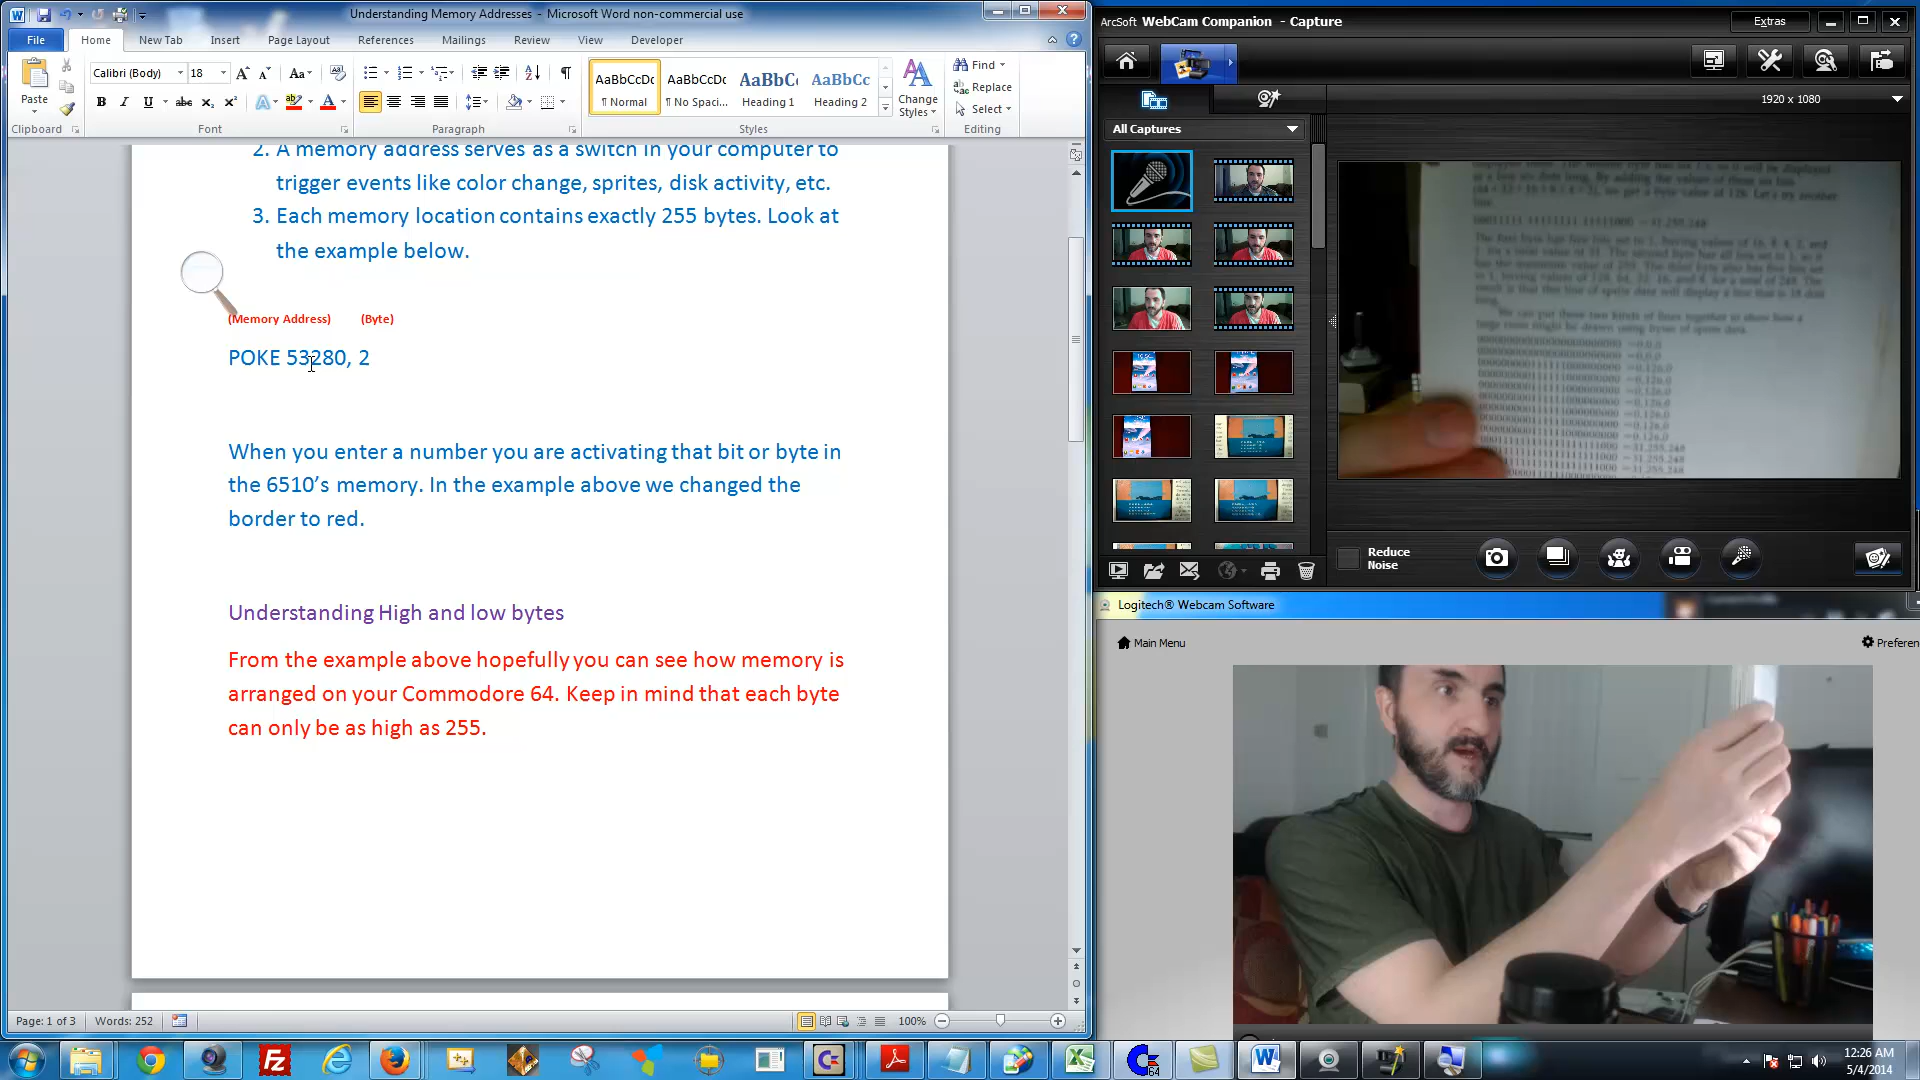 Understanding Memory Addresses - Microsoft Word non-commercial use
File
Home
New Tab
Insert
Page Layout
References
Mailings
Review
View
Developer
Paste
Calibri (Body)
18
AaBbCcDc
¶ Normal
AaBbCcDc
¶ No Spaci...
AaBbC
Heading 1
AaBbCc
Heading 2
Change
Styles
Find
Replace
Select
Clipboard
Font
Paragraph
Styles
Editing
2. A memory address serves as a switch in your computer to
trigger events like color change, sprites, disk activity, etc.
3. Each memory location contains exactly 255 bytes. Look at
the example below.
(Memory Address) (Byte)
POKE 53280, 2
When you enter a number you are activating that bit or byte in
the 6510's memory. In the example above we changed the
border to red.
Understanding High and low bytes
From the example above hopefully you can see how memory is
arranged on your Commodore 64. Keep in mind that each byte
can only be as high as 255.
Page: 1 of 3
Words: 252
100%
ArcSoft WebCam Companion - Capture
Extras
1920 x 1080
All Captures
Reduce
Noise
Logitech® Webcam Software
Main Menu
Preferen
12:26 AM
5/4/2014